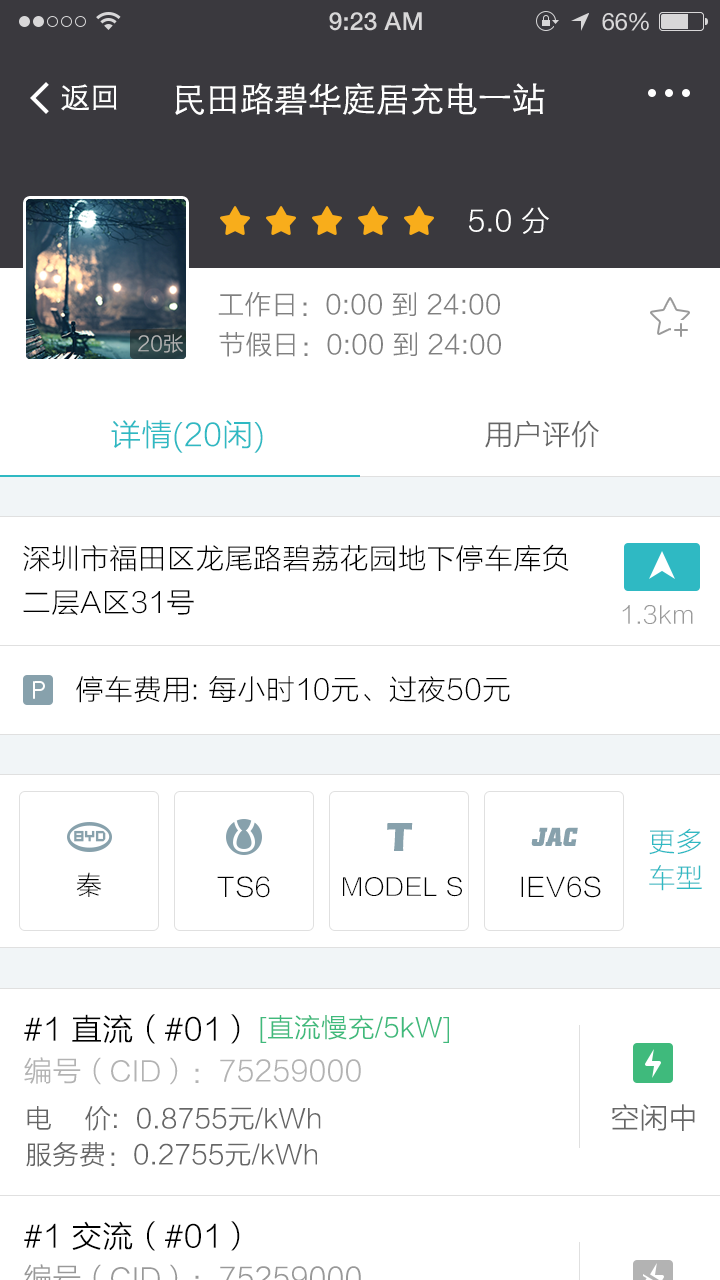 9:23 AM
66%
返回
民田路碧华庭居充电一站
5.0 分
20张
工作日：0:00 到 24:00
节假日：0:00 到 24:00
详情(20闲)
用户评价
深圳市福田区龙尾路碧荔花园地下停车库负
二层A区31号
1.3km
P
停车费用: 每小时10元、过夜50元
BYD
秦
TS6
T
MODEL S
JAC
IEV6S
更多
车型
#1 直流（#01）[直流慢充/5kW]
编号（CID）：75259000
电 价: 0.8755元/kWh
服务费：0.2755元/kWh
空闲中
#1 交流（#01）
编号（CID）：75259000